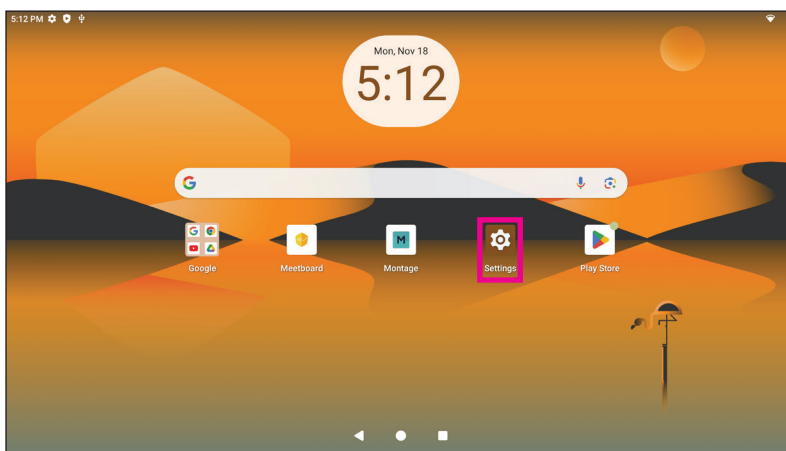 5:12 PM
Mon, Nov 18
5:12
G
Google
Meetboard
M
Montage
Settings
Play Store